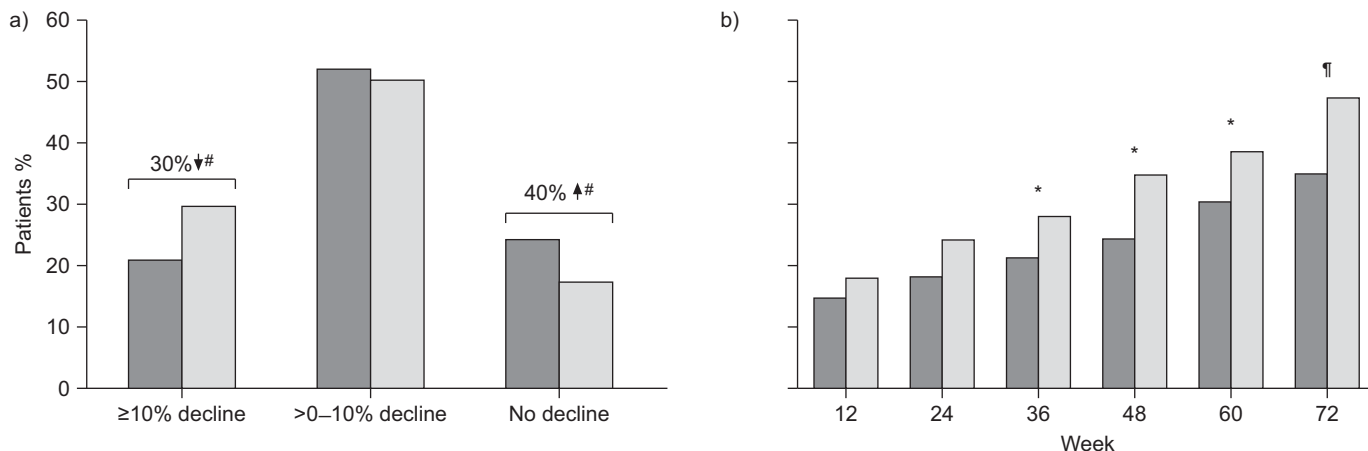 a)
Patients %
60
50
40
30
20
10
0
30%▼#
40% ▲#
≥10% decline
>0–10% decline
No decline
b)
*
*
*
¶
12
24
36
48
60
72
Week